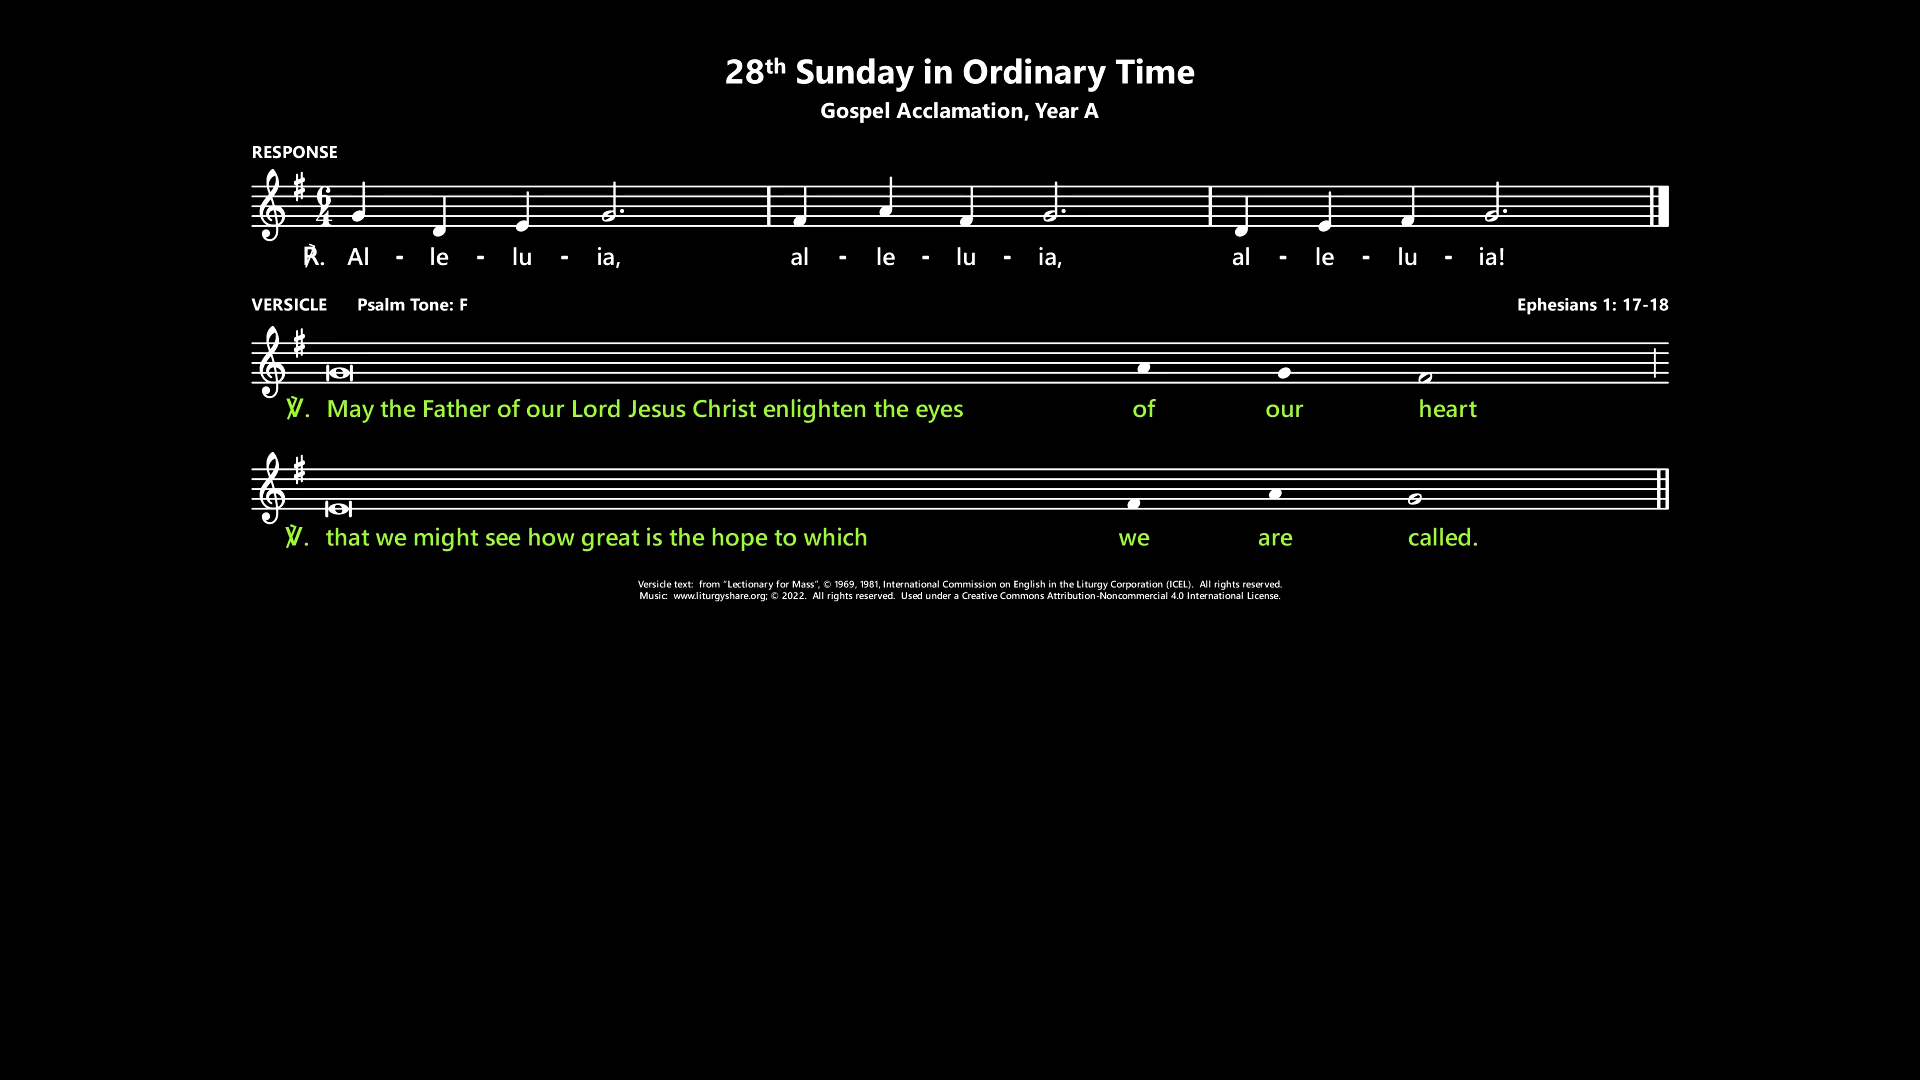 28th Sunday in Ordinary Time
Gospel Acclamation, Year A
RESPONSE
6
4
℟. Al - le - lu - ia, al - le - lu - ia, al - le - lu - ia!
VERSICLE Psalm Tone: F Ephesians 1: 17-18
℣. May the Father of our Lord Jesus Christ enlighten the eyes of our heart
℣. that we might see how great is the hope to which we are called.
Versicle text: from “Lectionary for Mass”, © 1969, 1981, International Commission on English in the Liturgy Corporation (ICEL). All rights reserved.
Music: www.liturgyshare.org; © 2022. All rights reserved. Used under a Creative Commons Attribution-Noncommercial 4.0 International License.